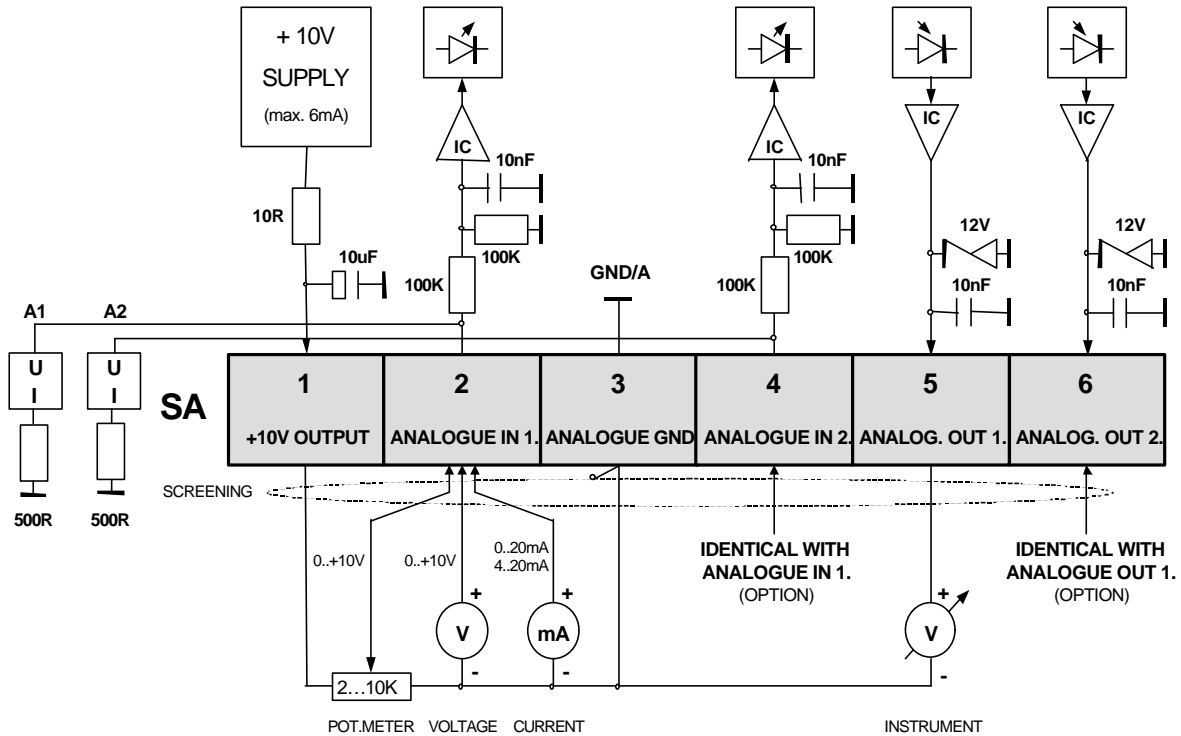 + 10V
SUPPLY
(max. 6mA)
IC
10nF
IC
10nF
IC
IC
10R
100K
100K
12V
12V
10uF
100K
GND/A
100K
10nF
10nF
A1
A2
U
I
U
I
SA
1
2
3
4
5
6
+10V OUTPUT
ANALOGUE IN 1.
ANALOGUE GND
ANALOGUE IN 2.
ANALOG. OUT 1.
ANALOG. OUT 2.
SCREENING
500R
500R
0..+10V
0..+10V
0..20mA
4..20mA
IDENTICAL WITH
ANALOGUE IN 1.
(OPTION)
IDENTICAL WITH
ANALOGUE OUT 1.
(OPTION)
+
+
+
V
mA
V
-
-
-
2...10K
POT.METER
VOLTAGE
CURRENT
INSTRUMENT